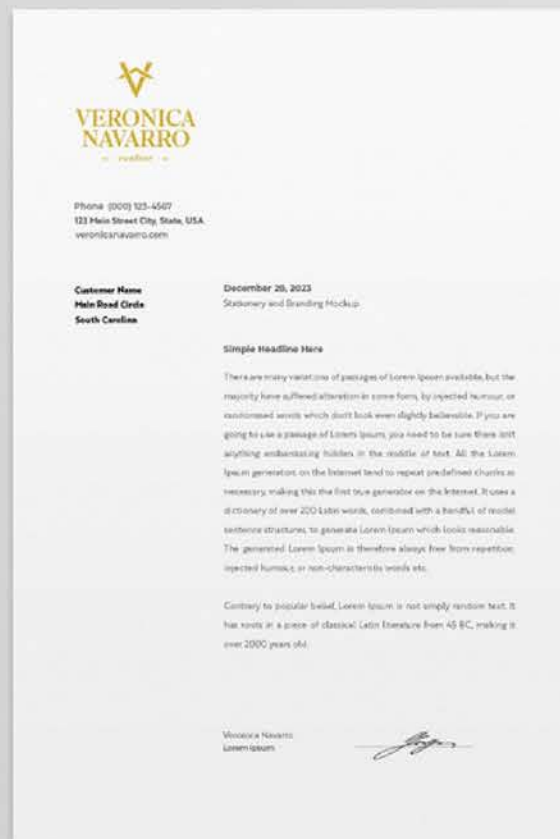 VERONICA
NAVARRO
Phone (000) 123-4567
123 Main Street City, State, USA
veronicanavarro.com
Customer Name
Main Road Circle
South Carolina
December 28, 2023
Stationery and Branding Mockup
Simple Headline Here
There are many variations of passages of Lorem Ipsum available, but the
majority have suffered alteration in some form, by injected humour, or
randomised words which don't look even slightly believable. If you are
going to use a passage of Lorem Ipsum, you need to be sure there isn't
anything embarrassing hidden in the middle of text. All the Lorem
Ipsum generators on the Internet tend to repeat predefined chunks as
necessary, making this the first true generator on the Internet. It uses a
dictionary of over 200 Latin words, combined with a handful of model
sentence structures, to generate Lorem Ipsum which looks reasonable.
The generated Lorem Ipsum is therefore always free from repetition,
injected humour, or non-characteristic words etc.
Contrary to popular belief, Lorem Ipsum is not simply random text. It
has roots in a piece of classical Latin literature from 45 BC, making it
over 2000 years old.
Veronica Navarro
Lorem ipsum